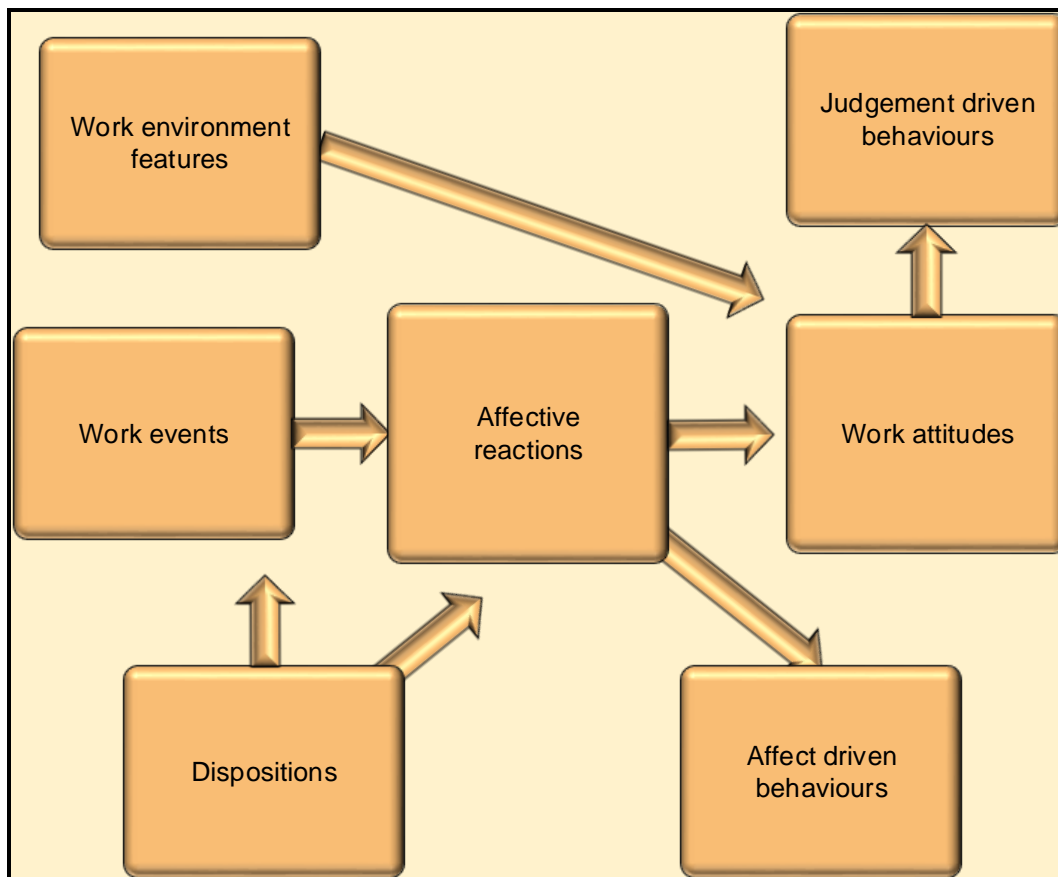 Work environment
features
Judgement driven
behaviours
Work events
Affective
reactions
Work attitudes
Dispositions
Affect driven
behaviours